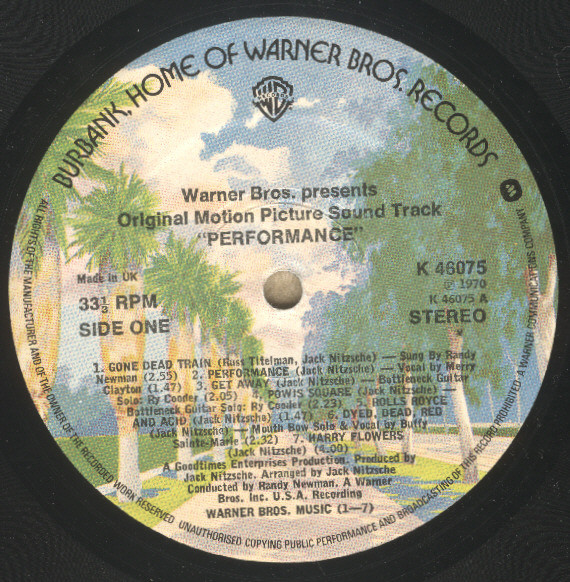 BURBANK, HOME OF WARNER BROS. RECORDS
WB
RECORDS
Warner Bros. presents
Original Motion Picture Sound Track
"PERFORMANCE"
Made in UK
33⅓ RPM
SIDE ONE
K 46075
℗ 1970
K 46075 A
STEREO
1. GONE DEAD TRAIN (Russ Titelman, Jack Nitzsche) — Sung By Randy
Newman (2.55) 2. PERFORMANCE (Jack Nitzsche) — Vocal by Merry
Clayton (1.47) 3. GET AWAY (Jack Nitzsche) — Bottleneck Guitar
Solo: Ry Cooder (2.05) 4. POWIS SQUARE (Jack Nitzsche) —
Bottleneck Guitar Solo: Ry Cooder (2.23) 5. ROLLS ROYCE
AND ACID (Jack Nitzsche) (1.47) 6. DYED, DEAD, RED
(Jack Nitzsche) — Mouth Bow Solo & Vocal by Buffy
Sainte-Marie (2.32) 7. HARRY FLOWERS
(Jack Nitzsche) (4.00)
A Goodtimes Enterprises Production. Produced by
Jack Nitzsche. Arranged by Jack Nitzsche
Conducted by Randy Newman. A Warner
Bros. Inc. U.S.A. Recording
WARNER BROS. MUSIC (1—7)
ALL RIGHTS OF THE MANUFACTURER AND OF THE OWNER OF THE RECORDED WORK RESERVED UNAUTHORISED COPYING PUBLIC PERFORMANCE AND BROADCASTING OF THIS RECORD PROHIBITED · A WARNER COMMUNICATIONS COMPANY